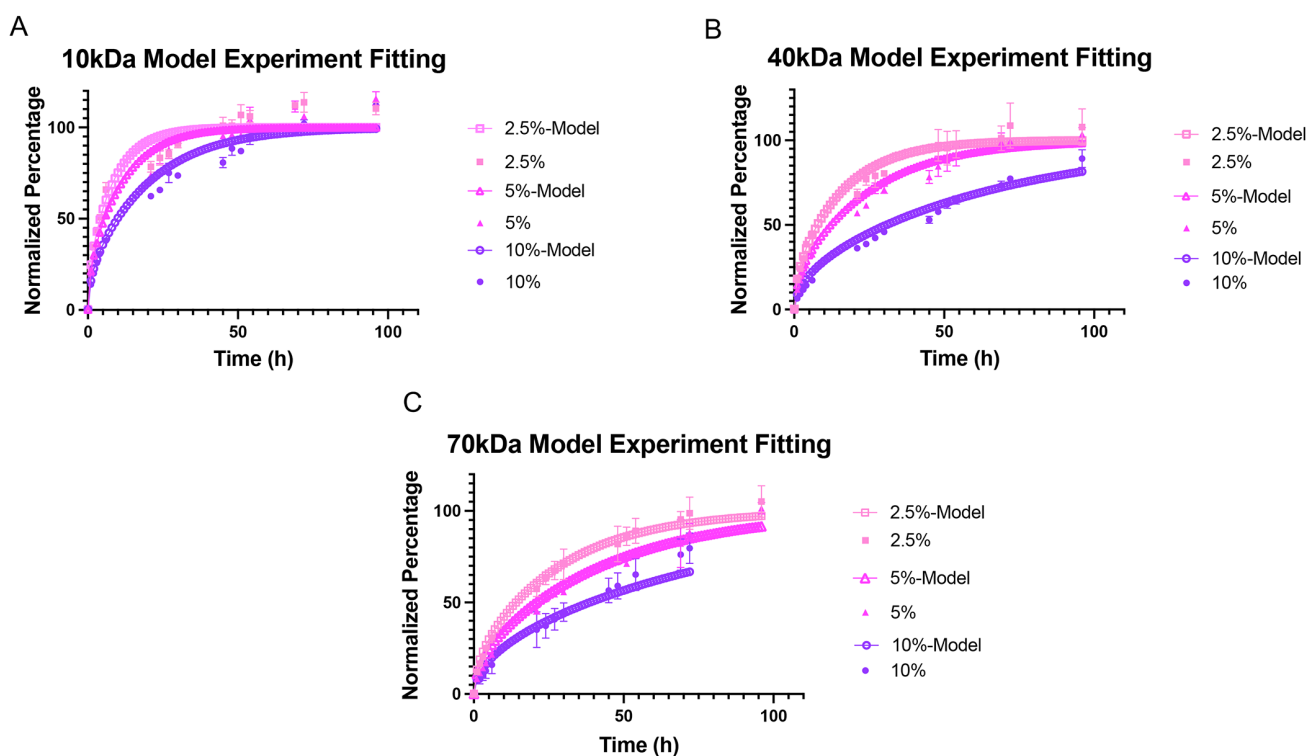 A
10kDa Model Experiment Fitting
Normalized Percentage
100
50
0
0
50
100
Time (h)
2.5%-Model
2.5%
5%-Model
5%
10%-Model
10%
B
40kDa Model Experiment Fitting
Normalized Percentage
100
50
0
0
50
100
Time (h)
2.5%-Model
2.5%
5%-Model
5%
10%-Model
10%
C
70kDa Model Experiment Fitting
Normalized Percentage
100
50
0
0
50
100
Time (h)
2.5%-Model
2.5%
5%-Model
5%
10%-Model
10%